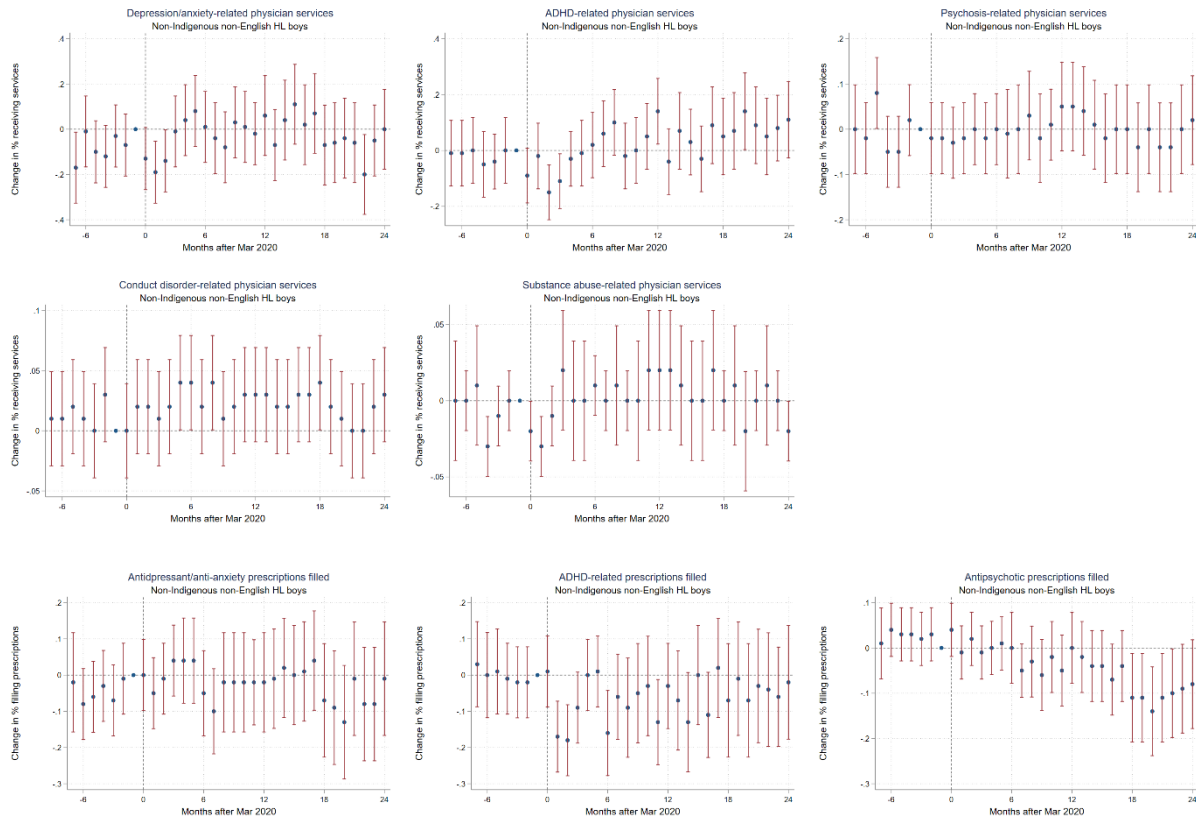 Depression/anxiety-related physician services
Non-Indigenous non-English HL boys
Change in % receiving services
.4
.2
0
-.2
-.4
-6
0
6
12
18
24
Months after Mar 2020
ADHD-related physician services
Non-Indigenous non-English HL boys
Change in % receiving services
.4
.2
0
-.2
-6
0
6
12
18
24
Months after Mar 2020
Psychosis-related physician services
Non-Indigenous non-English HL boys
Change in % receiving services
.2
.1
0
-.1
-.2
-6
0
6
12
18
24
Months after Mar 2020
Conduct disorder-related physician services
Non-Indigenous non-English HL boys
Change in % receiving services
.1
.05
0
-.05
-6
0
6
12
18
24
Months after Mar 2020
Substance abuse-related physician services
Non-Indigenous non-English HL boys
Change in % receiving services
.05
0
-.05
-6
0
6
12
18
24
Months after Mar 2020
Antidpressant/anti-anxiety prescriptions filled
Non-Indigenous non-English HL boys
Change in % filling prescriptions
.2
.1
0
-.1
-.2
-.3
-6
0
6
12
18
24
Months after Mar 2020
ADHD-related prescriptions filled
Non-Indigenous non-English HL boys
Change in % filling prescriptions
.2
.1
0
-.1
-.2
-.3
-6
0
6
12
18
24
Months after Mar 2020
Antipsychotic prescriptions filled
Non-Indigenous non-English HL boys
Change in % filling prescriptions
.1
0
-.1
-.2
-.3
-6
0
6
12
18
24
Months after Mar 2020